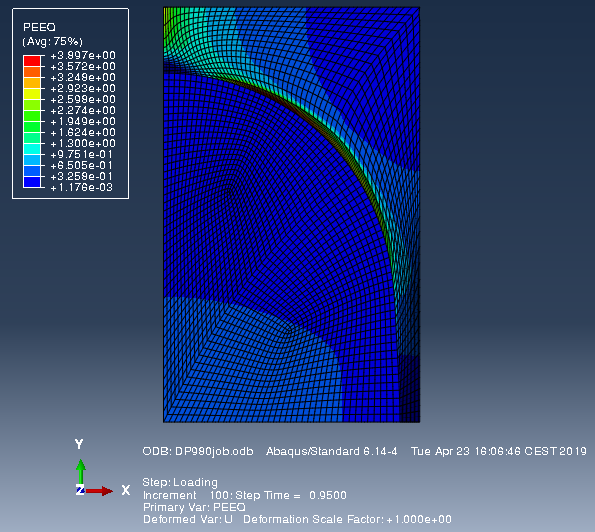 PEEQ
(Avg: 75%)
+3.897e+00
+3.572e+00
+3.248e+00
+2.923e+00
+2.598e+00
+2.274e+00
+1.949e+00
+1.624e+00
+1.300e+00
+9.751e-01
+6.505e-01
+3.259e-01
+1.176e-03
Y
Z X
ODB: DP980job.odb Abaqus/Standard 6.14-4 Tue Apr 23 16:06:46 CEST 2019
Step: Loading
Increment 100: Step Time = 0.9500
Primary Var: PEEQ
Deformed Var: U Deformation Scale Factor: +1.000e+00